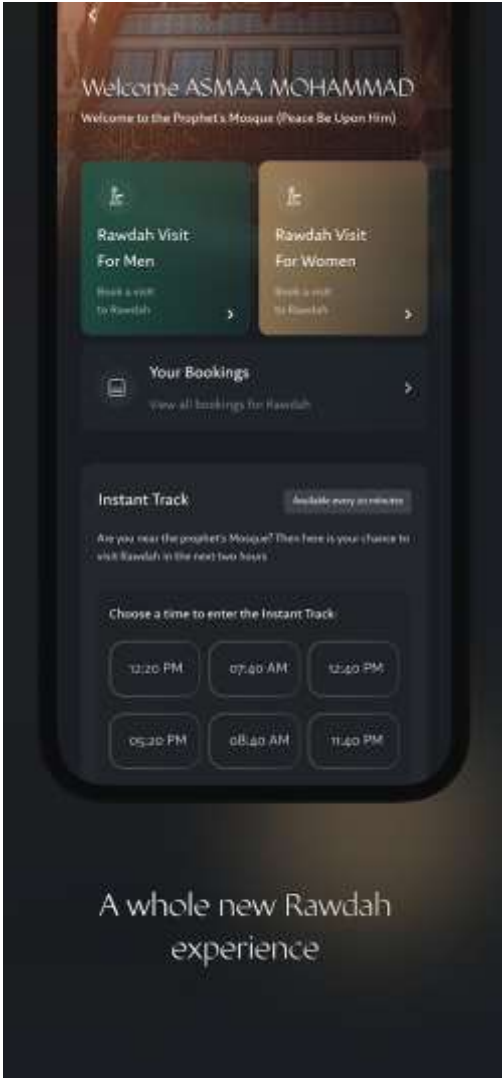 Welcome ASMAA MOHAMMAD
Welcome to the Prophet's Mosque (Peace Be Upon Him)
Rawdah Visit
For Men
Book a visit
to Rawdah
Rawdah Visit
For Women
Book a visit
to Rawdah
Your Bookings
View all bookings for Rawdah
Instant Track
Available every 20 minutes
Are you near the prophet's Mosque? Then here is your chance to
visit Rawdah in the next two hours
Choose a time to enter the Instant Track
12:20 PM
07:40 AM
12:40 PM
05:20 PM
08:40 AM
11:40 PM
A whole new Rawdah
experience